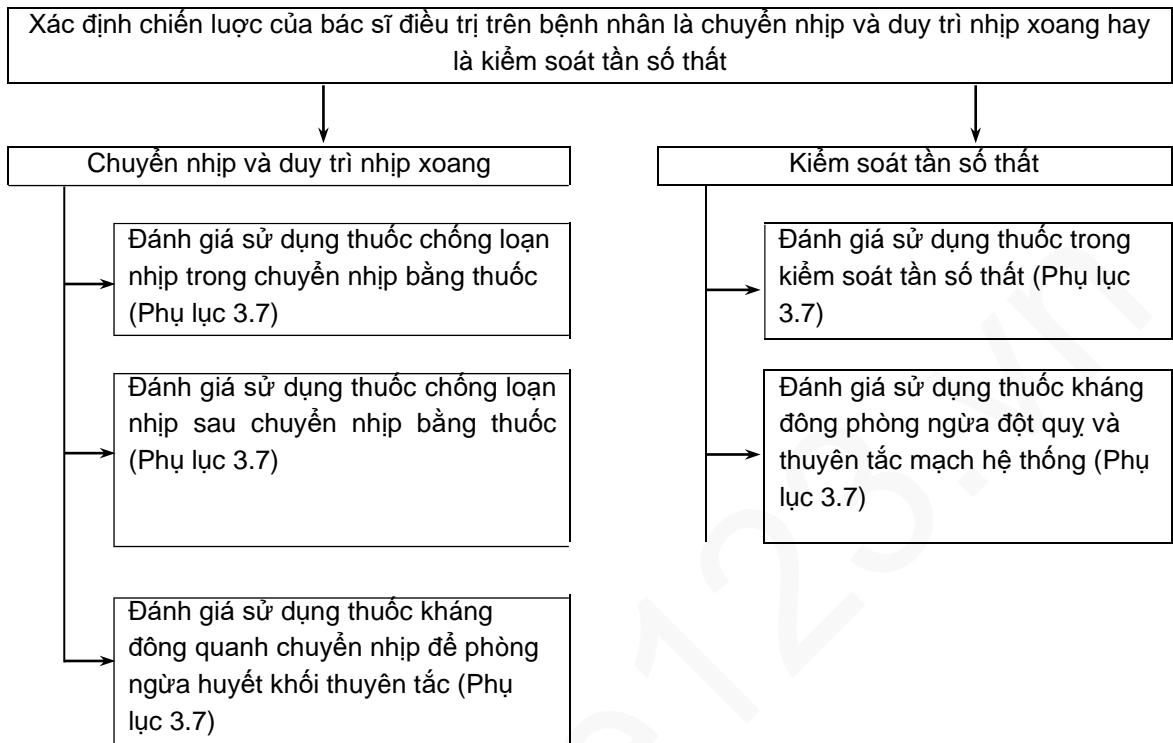 Xác định chiến lược của bác sĩ điều trị trên bệnh nhân là chuyển nhịp và duy trì nhịp xoang hay
là kiểm soát tần số thất
Chuyển nhịp và duy trì nhịp xoang
Đánh giá sử dụng thuốc chống loạn
nhịp trong chuyển nhịp bằng thuốc
(Phụ lục 3.7)
Đánh giá sử dụng thuốc chống loạn
nhịp sau chuyển nhịp bằng thuốc
(Phụ lục 3.7)
Đánh giá sử dụng thuốc kháng
đông quanh chuyển nhịp để phòng
ngừa huyết khối thuyên tắc (Phụ
lục 3.7)
Kiểm soát tần số thất
Đánh giá sử dụng thuốc trong
kiểm soát tần số thất (Phụ lục
3.7)
Đánh giá sử dụng thuốc kháng
đông phòng ngừa đột quỵ và
thuyên tắc mạch hệ thống (Phụ
lục 3.7)